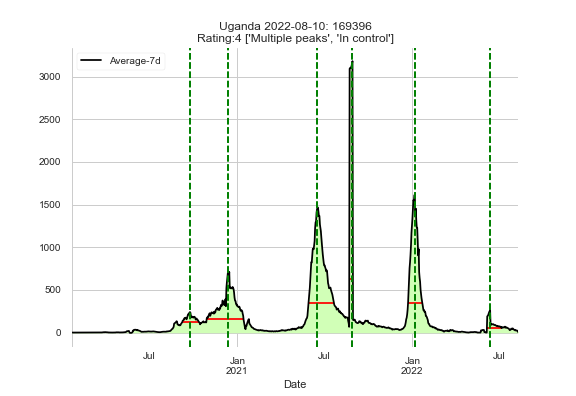 Uganda 2022-08-10: 169396
Rating:4 ['Multiple peaks', 'In control']
Average-7d
3000
2500
2000
1500
1000
500
0
Jul
Jan
2021
Jul
Jan
2022
Jul
Date